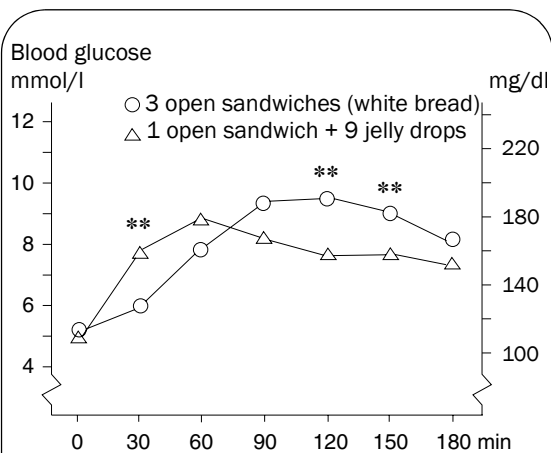 Blood glucose
mmol/l mg/dl
○ 3 open sandwiches (white bread)
△ 1 open sandwich + 9 jelly drops
12
220
10
180
8
140
6
100
4
**
**
**
0 30 60 90 120 150 180 min